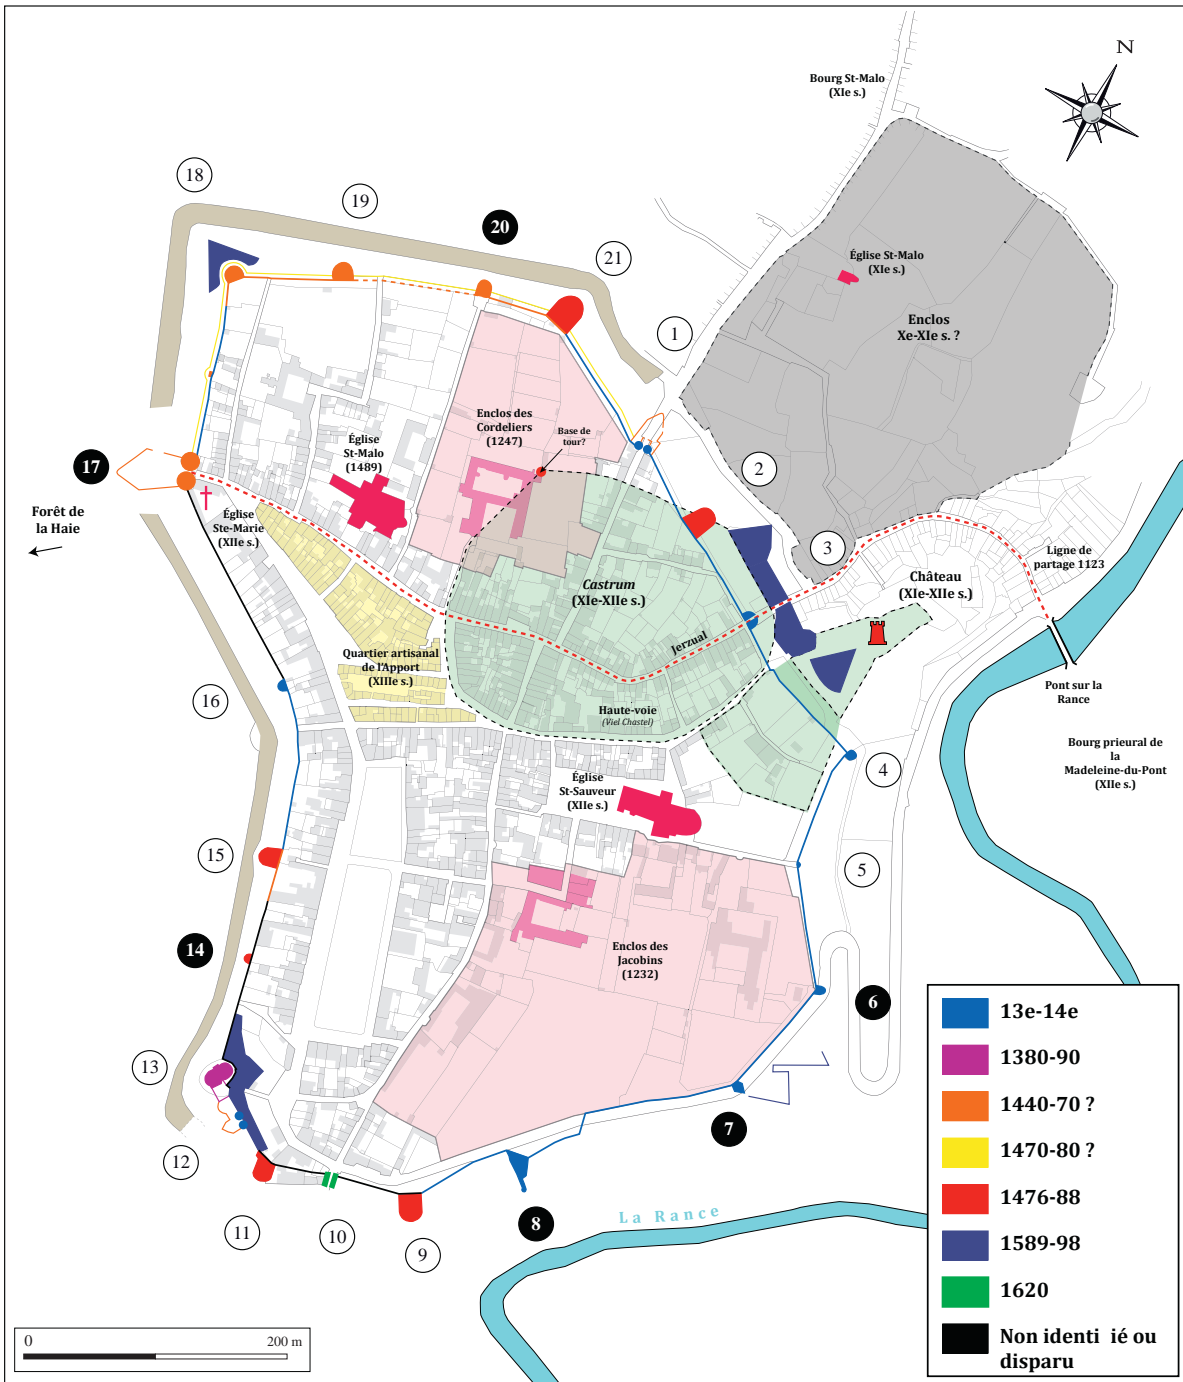 N
Bourg St-Malo
(XIe s.)
18
19
20
21
1
Église St-Malo
(XIe s.)
Enclos
Xe-XIe s. ?
Enclos des
Cordeliers
(1247)
Base de
tour?
Église
St-Malo
(1489)
17
2
Forêt de
la Haie
Église
Ste-Marie
(XIIe s.)
3
Ligne de
partage 1123
Castrum
(XIe-XIIe s.)
Château
(XIe-XIIe s.)
Jerzual
Quartier artisanal
de l'Apport
(XIIIe s.)
16
Haute-voie
(Viel Chastel)
Pont sur la
Rance
Bourg prieural de
la
Madeleine-du-Pont
(XIIe s.)
4
Église
St-Sauveur
(XIIe s.)
15
5
14
Enclos des
Jacobins
(1232)
6
13
7
12
11
10
9
8
La Rance
13e-14e
1380-90
1440-70 ?
1470-80 ?
1476-88
1589-98
1620
Non identi ié ou
disparu
0
200 m